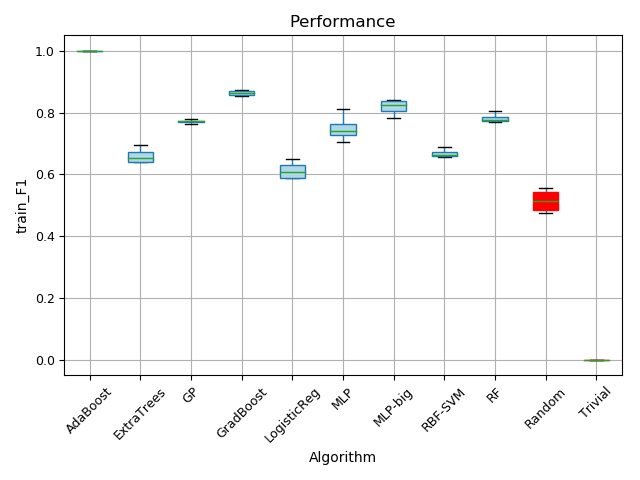 Performance
train_F1
1.0
0.8
0.6
0.4
0.2
0.0
AdaBoost
ExtraTrees
GP
GradBoost
LogisticReg
MLP
MLP-big
RBF-SVM
RF
Random
Trivial
Algorithm